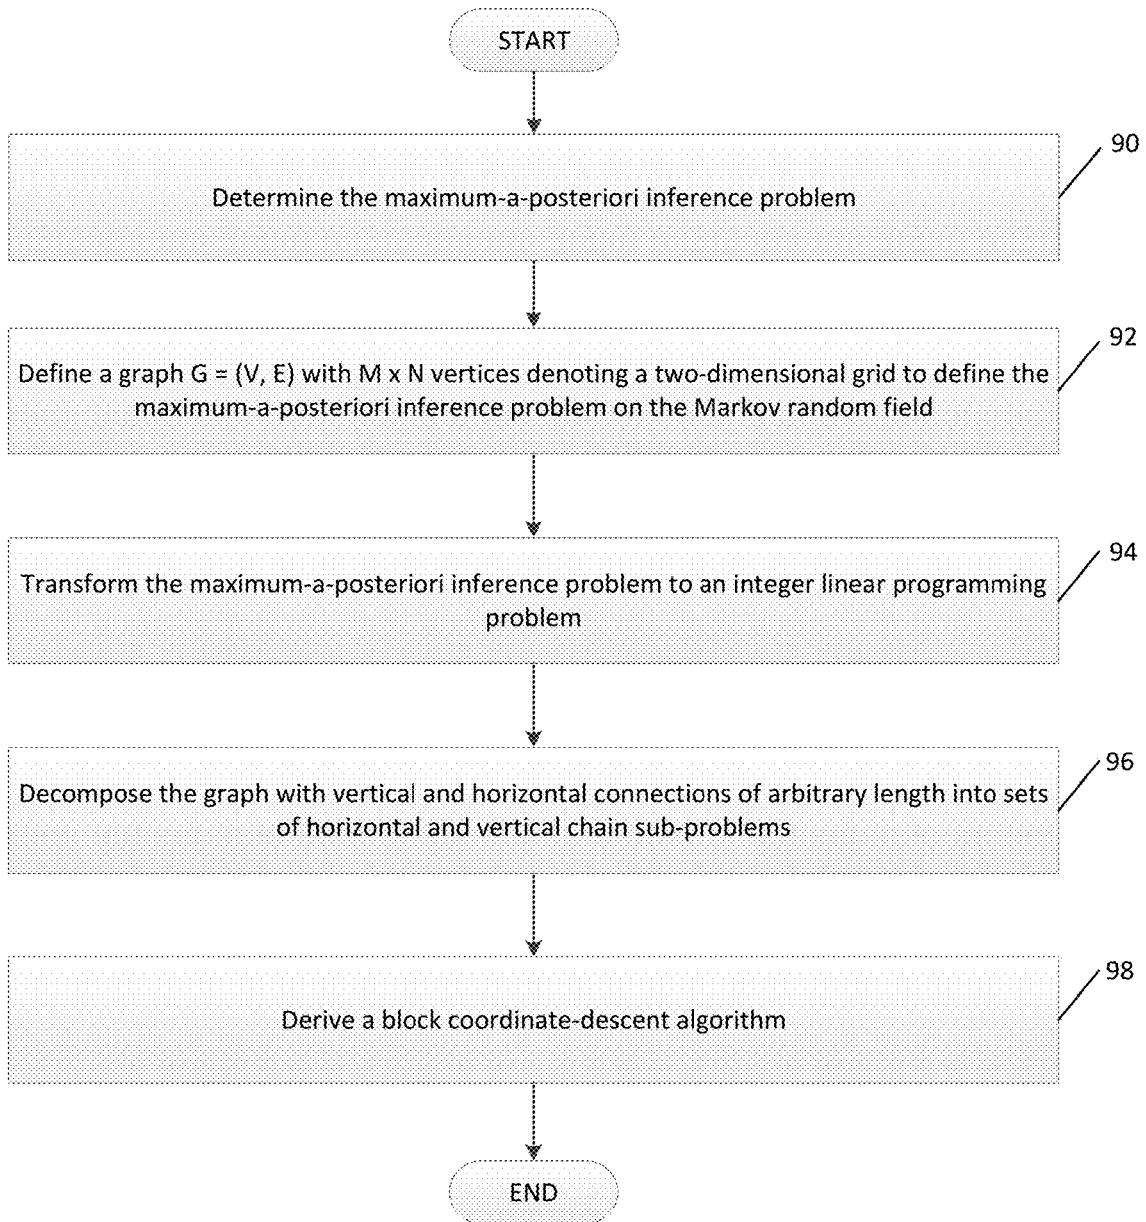 START
90
Determine the maximum-a-posteriori inference problem
92
Define a graph G = (V, E) with M x N vertices denoting a two-dimensional grid to define the
maximum-a-posteriori inference problem on the Markov random field
94
Transform the maximum-a-posteriori inference problem to an integer linear programming
problem
96
Decompose the graph with vertical and horizontal connections of arbitrary length into sets
of horizontal and vertical chain sub-problems
98
Derive a block coordinate-descent algorithm
END